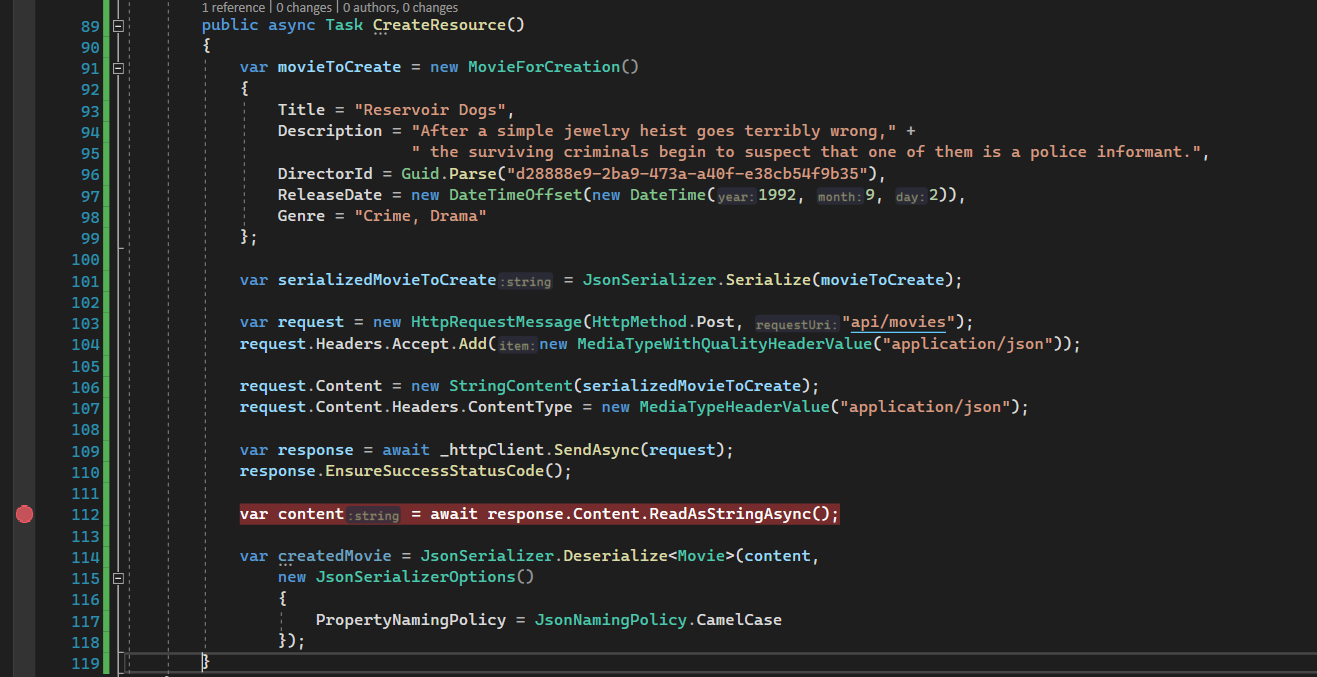 1 reference | 0 changes | 0 authors, 0 changes
89 public async Task CreateResource()
90 {
91 var movieToCreate = new MovieForCreation()
92 {
93 Title = "Reservoir Dogs",
94 Description = "After a simple jewelry heist goes terribly wrong," +
95 " the surviving criminals begin to suspect that one of them is a police informant.",
96 DirectorId = Guid.Parse("d28888e9-2ba9-473a-a40f-e38cb54f9b35"),
97 ReleaseDate = new DateTimeOffset(new DateTime(year: 1992, month: 9, day: 2)),
98 Genre = "Crime, Drama"
99 };
100
101 var serializedMovieToCreate :string = JsonSerializer.Serialize(movieToCreate);
102
103 var request = new HttpRequestMessage(HttpMethod.Post, requestUri: "api/movies");
104 request.Headers.Accept.Add(item: new MediaTypeWithQualityHeaderValue("application/json"));
105
106 request.Content = new StringContent(serializedMovieToCreate);
107 request.Content.Headers.ContentType = new MediaTypeHeaderValue("application/json");
108
109 var response = await _httpClient.SendAsync(request);
110 response.EnsureSuccessStatusCode();
111
112 var content :string = await response.Content.ReadAsStringAsync();
113
114 var createdMovie = JsonSerializer.Deserialize<Movie>(content,
115 new JsonSerializerOptions()
116 {
117 PropertyNamingPolicy = JsonNamingPolicy.CamelCase
118 });
119 }